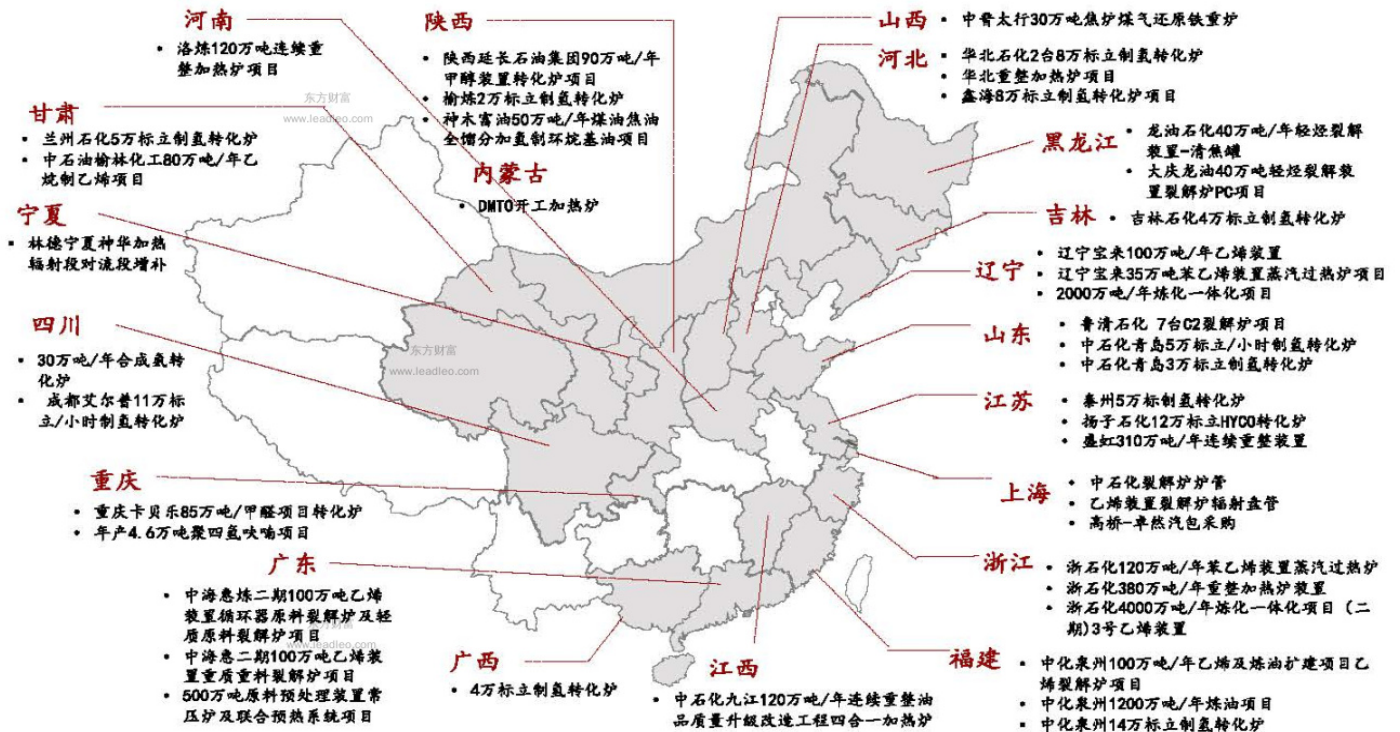 河南
• 洛炼120万吨连续重
整加热炉项目
陕西
• 陕西延长石油集团90万吨/年
甲醇装置转化炉项目
• 榆炼2万标立制氢转化炉
• 神木富油50万吨/年煤油焦油
全馏分加氢制环烷基油项目
山西
• 中晋太行30万吨焦炉煤气还原铁重炉
河北
• 华北石化2台8万标立制氢转化炉
• 华北重整加热炉项目
• 鑫海8万标立制氢转化炉项目
东方财富
www.leadleo.com
甘肃
• 兰州石化5万标立制氢转化炉
• 中石油榆林化工80万吨/年乙
烷制乙烯项目
内蒙古
• DMTO开工加热炉
黑龙江
• 龙油石化40万吨/年轻烃裂解
装置-清焦罐
• 大庆龙油40万吨轻烃裂解装
置裂解炉PC项目
吉林
• 吉林石化4万标立制氢转化炉
宁夏
• 林德宁夏神华加热
辐射段对流段增补
辽宁
• 辽宁宝来100万吨/年乙烯装置
• 辽宁宝来35万吨苯乙烯装置蒸汽过热炉项目
• 2000万吨/年炼化一体化项目
四川
• 30万吨/年合成氨转
化炉
• 成都艾尔普11万标
立/小时制氢转化炉
东方财富
www.leadleo.com
山东
• 鲁清石化 7台C2裂解炉项目
• 中石化青岛5万标立/小时制氢转化炉
• 中石化青岛3万标立制氢转化炉
江苏
• 泰州5万标制氢转化炉
• 扬子石化12万标立HYCO转化炉
• 盛虹310万吨/年连续重整装置
重庆
• 重庆卡贝乐85万吨/甲醛项目转化炉
• 年产4.6万吨聚四氢呋喃项目
上海
• 中石化裂解炉炉管
• 乙烯装置裂解炉辐射盘管
• 高桥-卓然汽包采购
广东
• 中海惠炼二期100万吨乙烯
装置循环器原料裂解炉及轻
质原料裂解炉项目
• 中海惠二期100万吨乙烯装
置重质重料裂解炉项目
• 500万吨原料预处理装置常
压炉及联合预热系统项目
东方财富
www.leadleo.com
浙江
• 浙石化120万吨/年苯乙烯装置蒸汽过热炉
• 浙石化380万吨/年重整加热炉装置
• 浙石化4000万吨/年炼化一体化项目（二
期)3号乙烯装置
广西
• 4万标立制氢转化炉
江西
• 中石化九江120万吨/年连续重整油
品质量升级改造工程四合一加热炉
福建
• 中化泉州100万吨/年乙烯及炼油扩建项目乙
烯裂解炉项目
• 中化泉州1200万吨/年炼油项目
• 中化泉州14万标立制氢转化炉